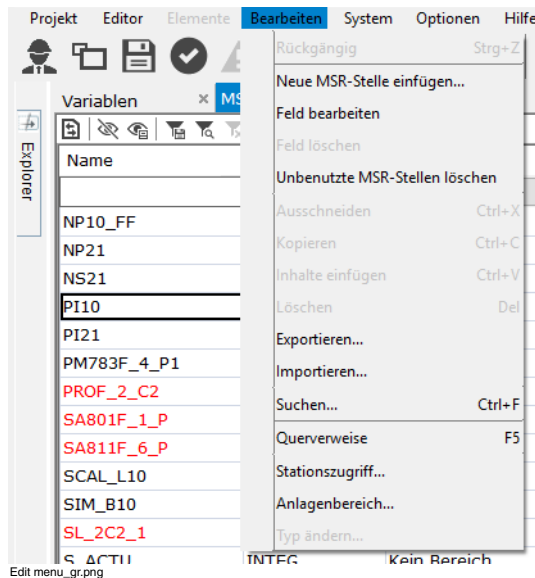 Projekt Editor Elemente Bearbeiten System Optionen Hilfe
Rückgängig Strg+Z
Neue MSR-Stelle einfügen...
Feld bearbeiten
Feld löschen
Unbenutzte MSR-Stellen löschen
Ausschneiden Ctrl+X
Kopieren Ctrl+C
Inhalte einfügen Ctrl+V
Löschen Del
Exportieren...
Importieren...
Suchen... Ctrl+F
Querverweise F5
Stationszugriff...
Anlagenbereich...
Typ ändern...
Explorer
Variablen × MS
Name
NP10_FF
NP21
NS21
PI10
PI21
PM783F_4_P1
PROF_2_C2
SA801F_1_P
SA811F_6_P
SCAL_L10
SIM_B10
SL_2C2_1
S_ACTU INTEG Kein Bereich
Edit menu_gr.png